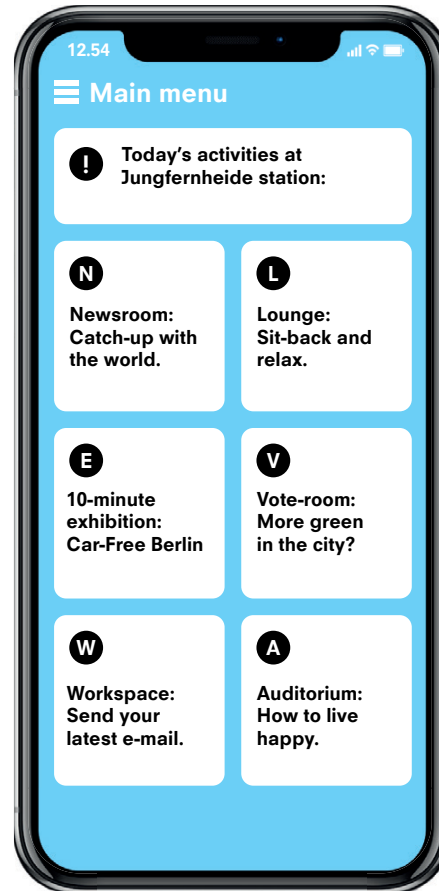 12.54
Main menu
!
Today's activities at
Jungfernheide station:
N
Newsroom:
Catch-up with
the world.
L
Lounge:
Sit-back and
relax.
E
10-minute
exhibition:
Car-Free Berlin
V
Vote-room:
More green
in the city?
W
Workspace:
Send your
latest e-mail.
A
Auditorium:
How to live
happy.